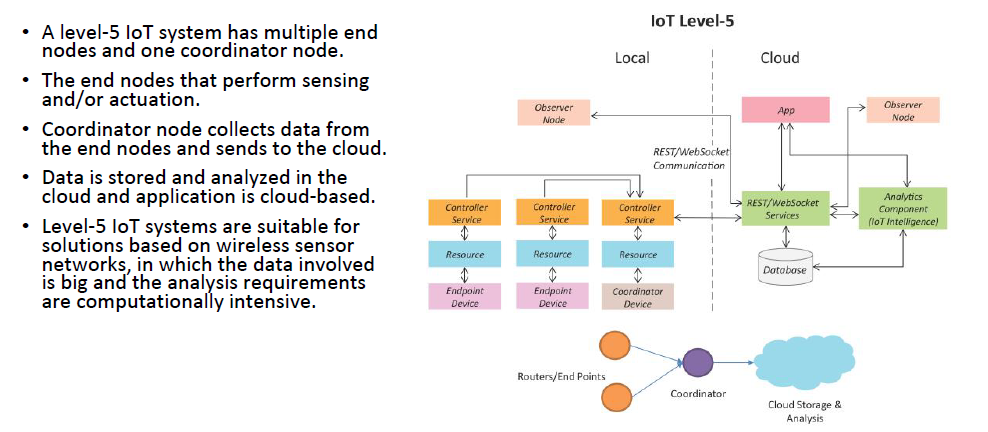 • A level-5 IoT system has multiple end
nodes and one coordinator node.
• The end nodes that perform sensing
and/or actuation.
• Coordinator node collects data from
the end nodes and sends to the cloud.
• Data is stored and analyzed in the
cloud and application is cloud-based.
• Level-5 IoT systems are suitable for
solutions based on wireless sensor
networks, in which the data involved
is big and the analysis requirements
are computationally intensive.
IoT Level-5
Local
Cloud
Observer
Node
App
Observer
Node
REST/WebSocket
Communication
Controller
Service
Controller
Service
Controller
Service
REST/WebSocket
Services
Analytics
Component
(IoT Intelligence)
Resource
Resource
Resource
Database
Endpoint
Device
Endpoint
Device
Coordinator
Device
Routers/End Points
Coordinator
Cloud Storage &
Analysis